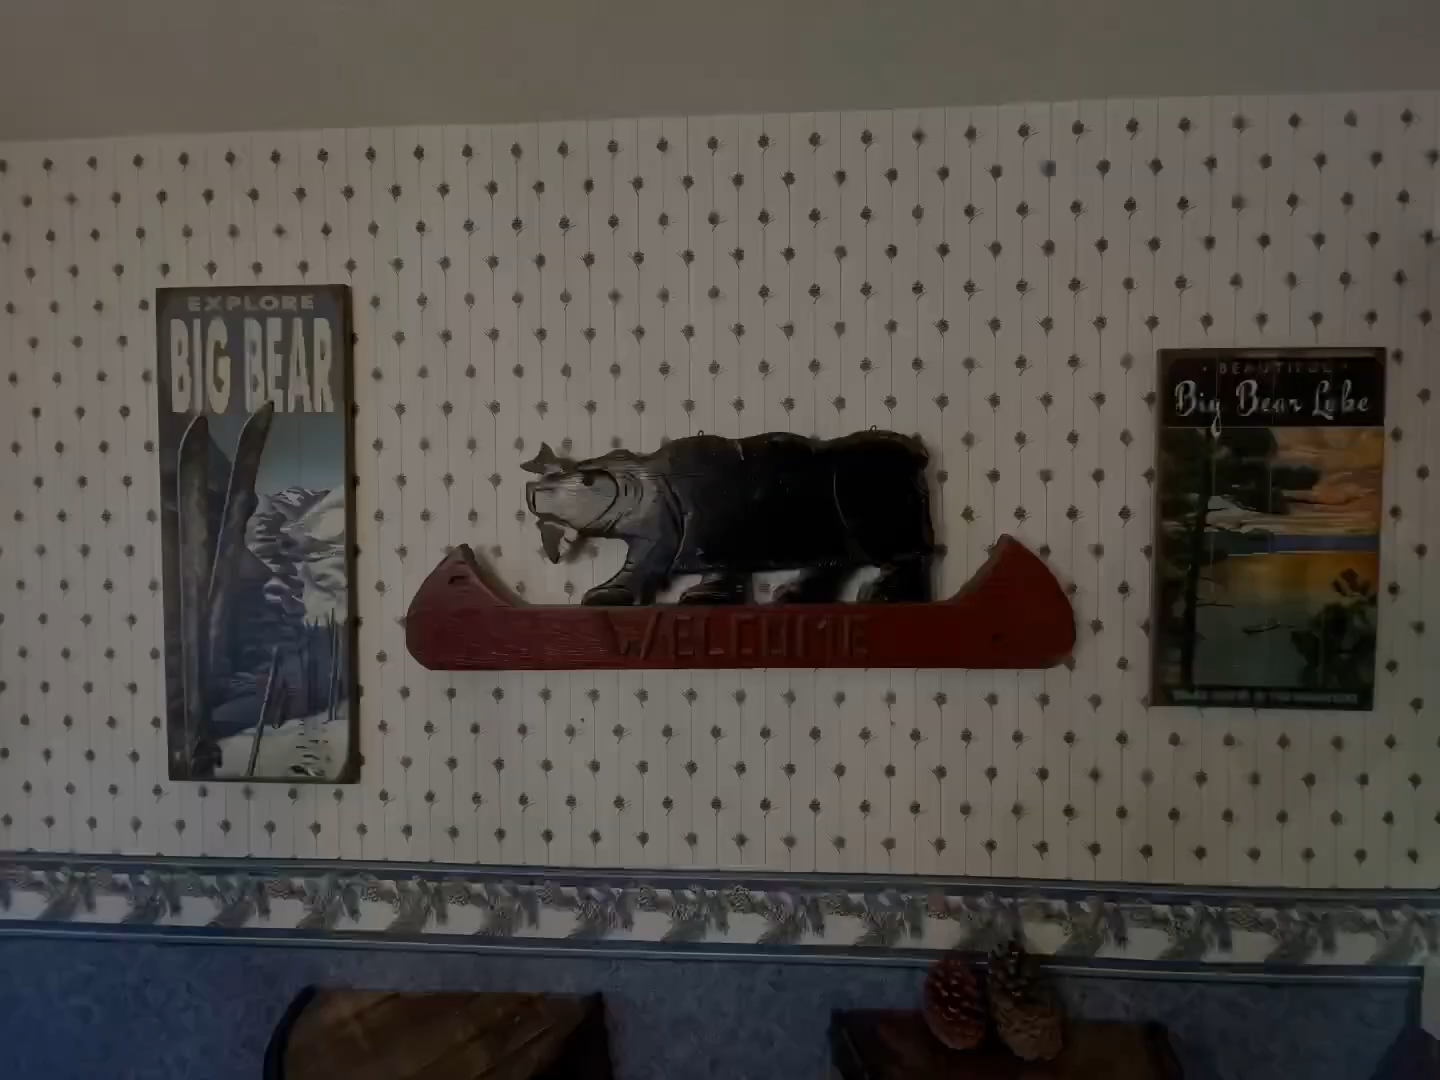 EXPLORE
BIG BEAR
WELCOME
• BEAUTIFUL •
Big Bear Lake